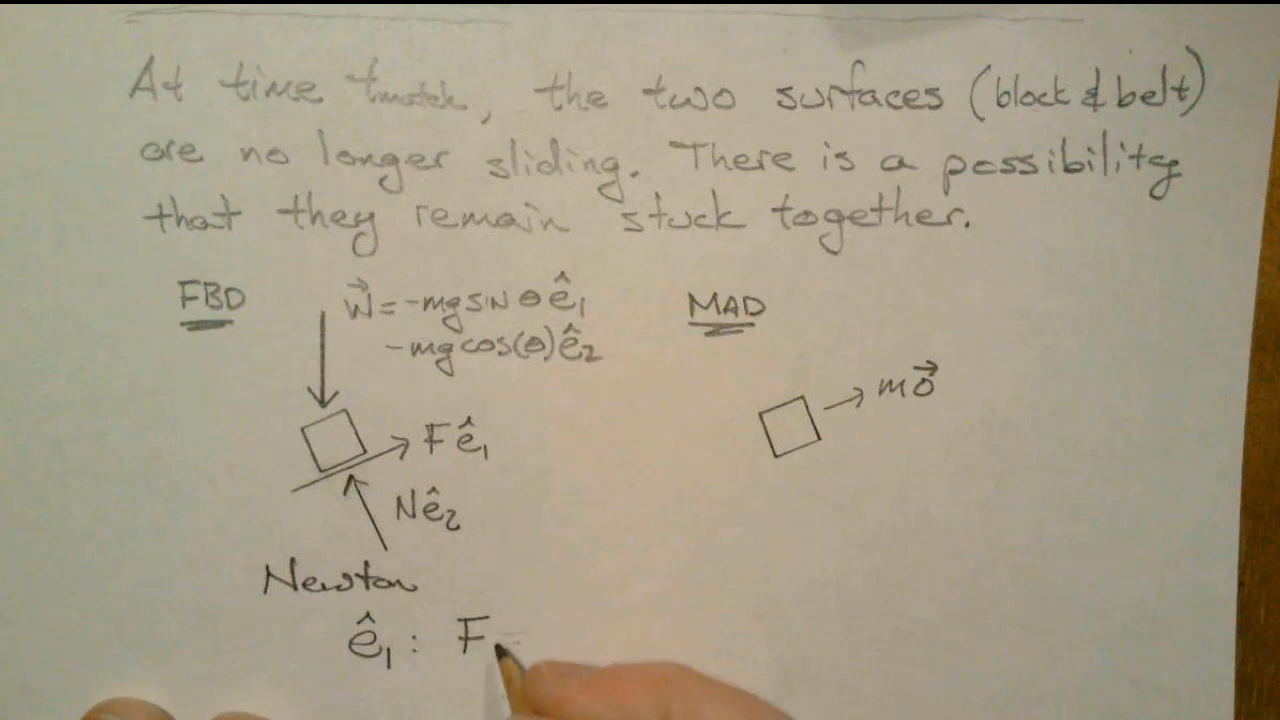 At time t_match, the two surfaces (block & belt)
are no longer sliding. There is a possibility
that they remain stuck together.
FBD
W⃗ = -mg sin θ ê₁
-mg cos(θ) ê₂
MAD
m0⃗
F ê₁
N ê₂
Newton
ê₁ : F